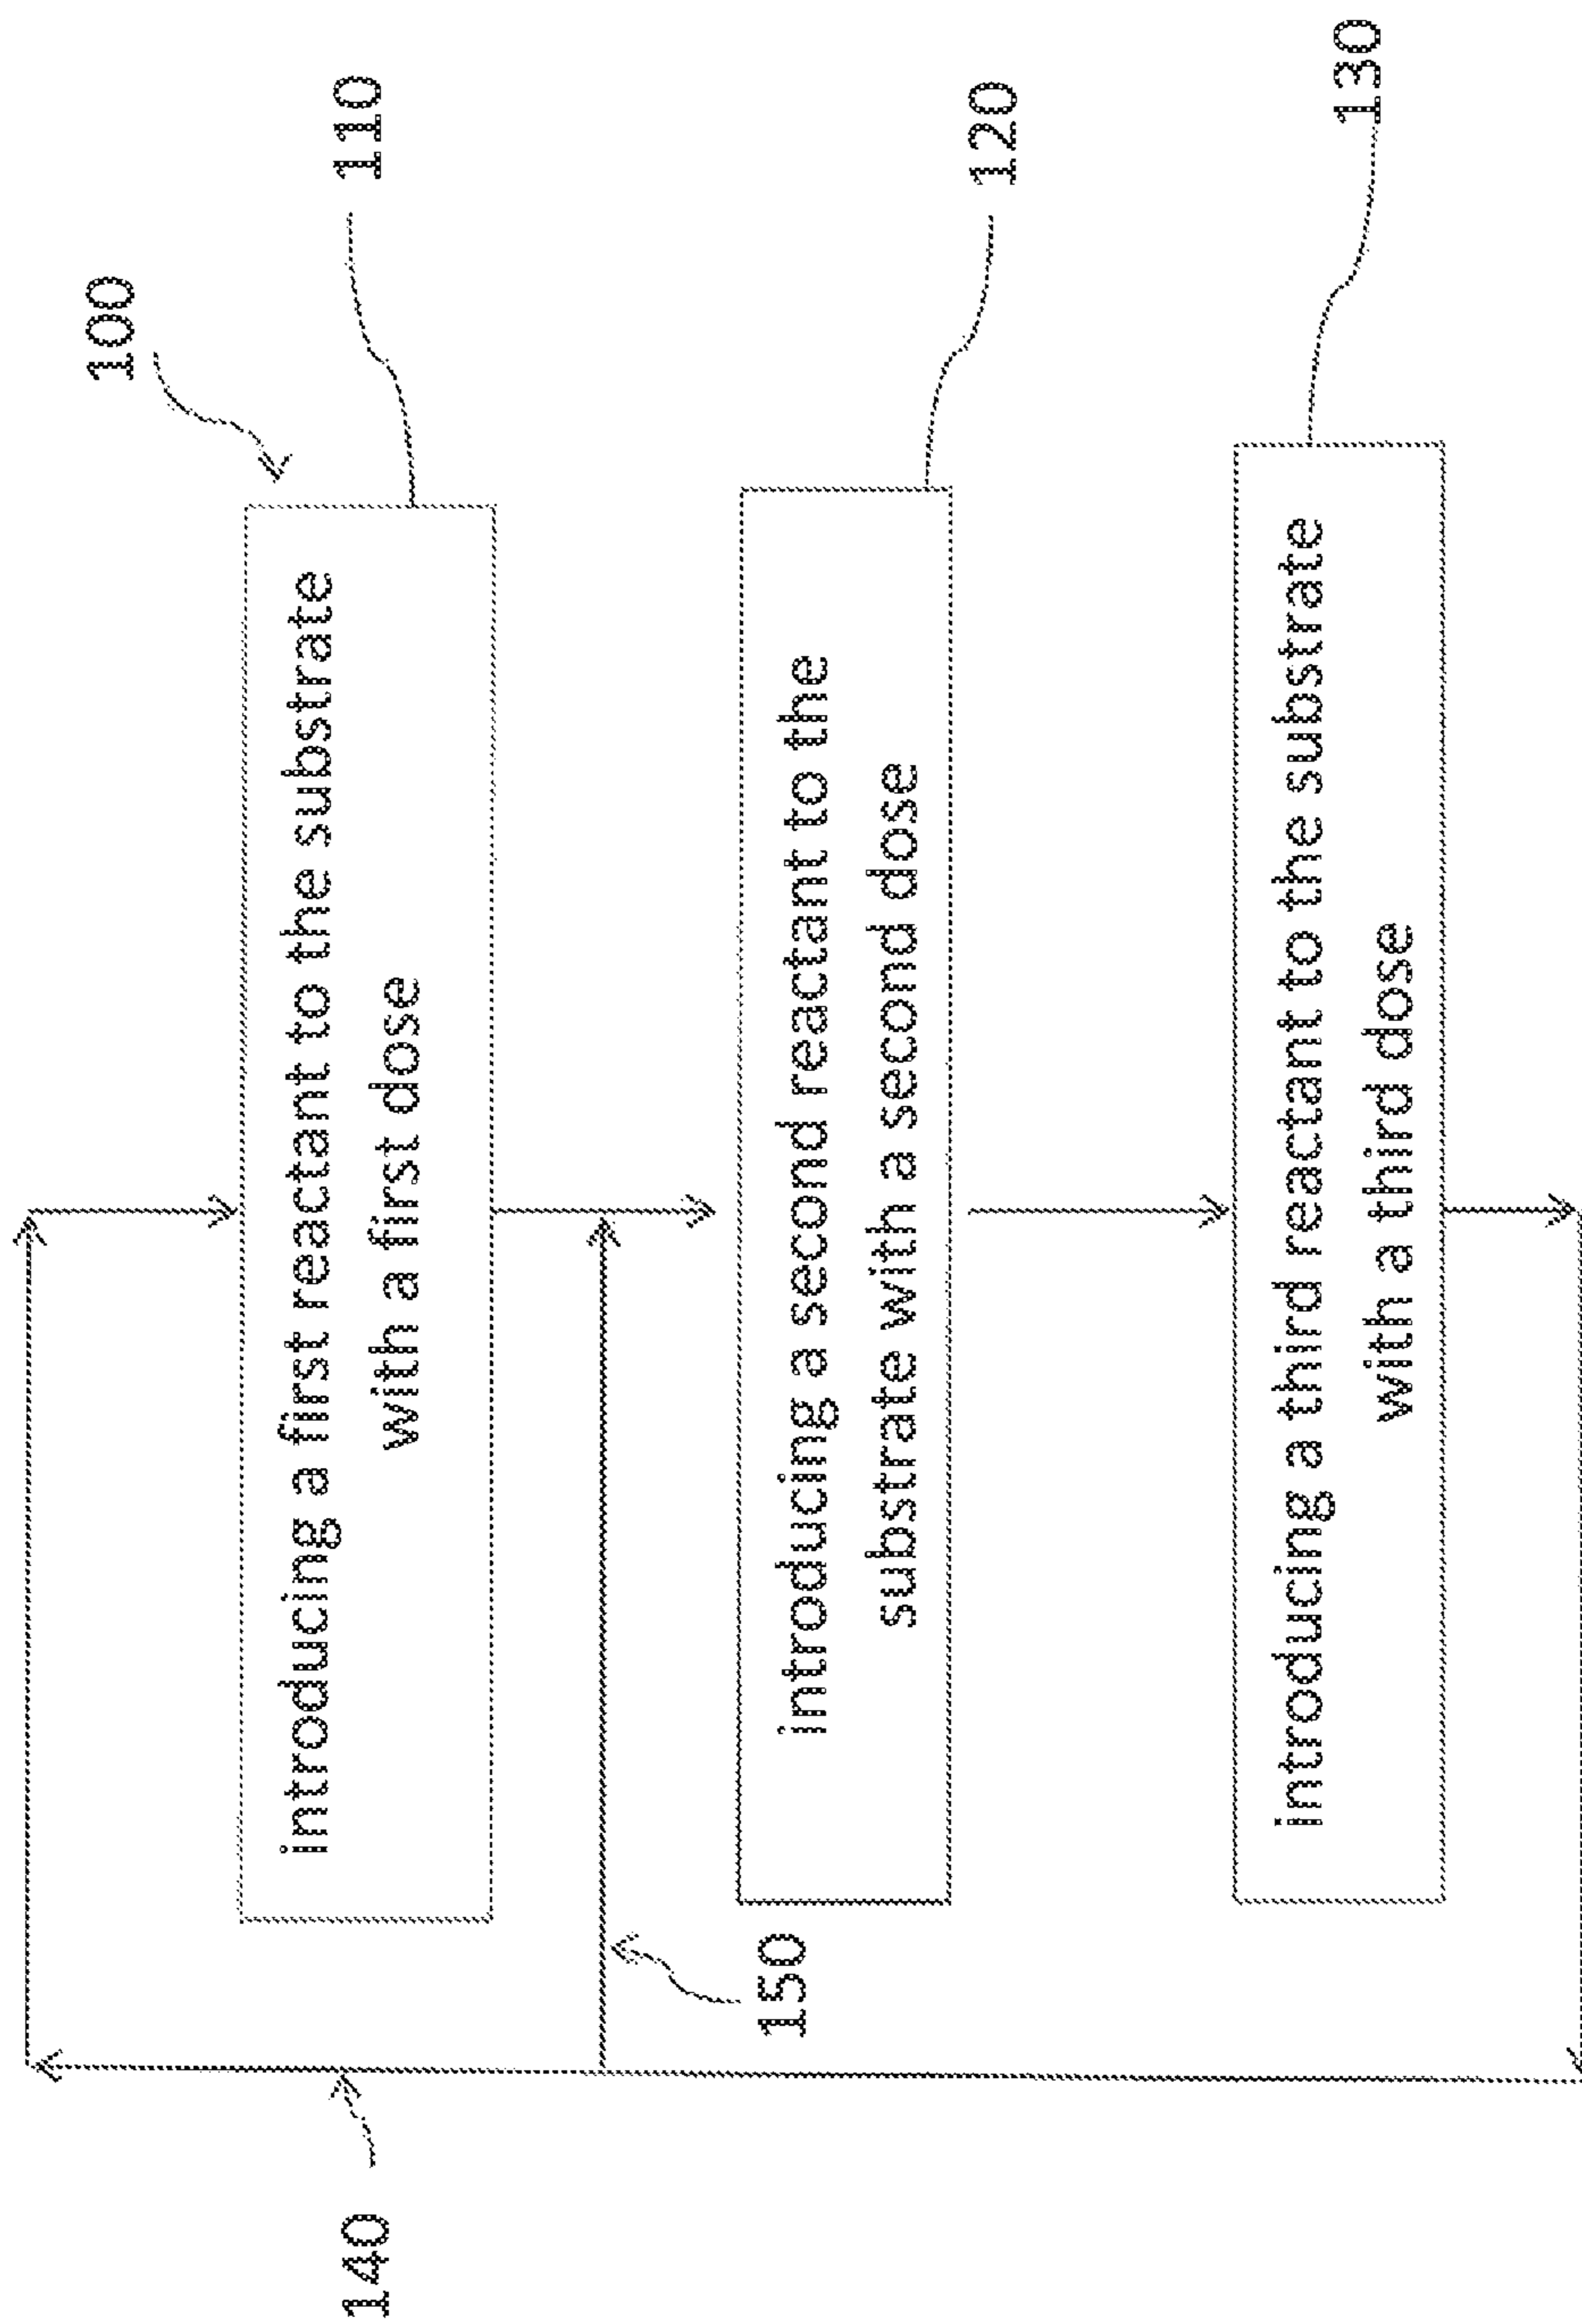 100
introducing a first reactant to the substrate
with a first dose
110
introducing a second reactant to the
substrate with a second dose
120
introducing a third reactant to the substrate
with a third dose
130
140
150